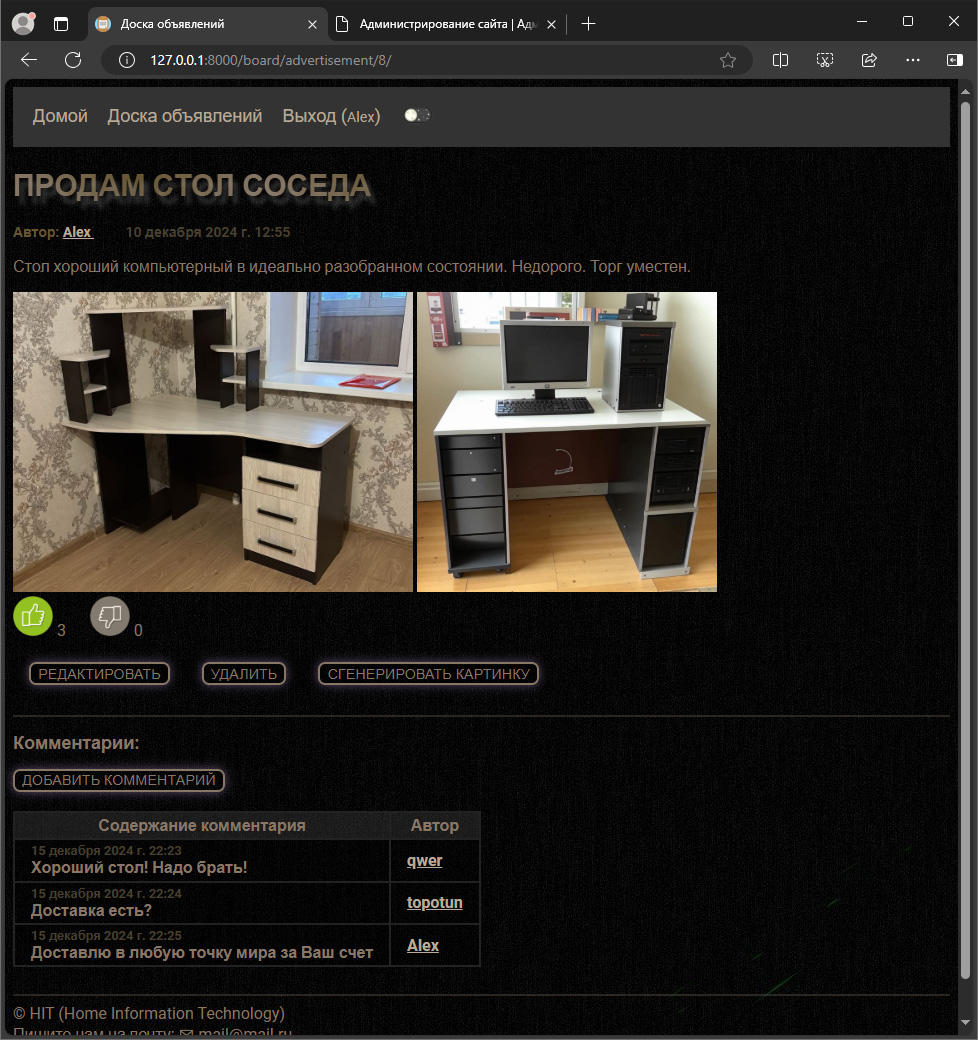 Доска объявлений
Администрирование сайта | Ад
127.0.0.1:8000/board/advertisement/8/
Домой Доска объявлений Выход (Alex)
ПРОДАМ СТОЛ СОСЕДА
Автор: Alex 10 декабря 2024 г. 12:55
Стол хороший компьютерный в идеально разобранном состоянии. Недорого. Торг уместен.
3 0
РЕДАКТИРОВАТЬ УДАЛИТЬ СГЕНЕРИРОВАТЬ КАРТИНКУ
Комментарии:
ДОБАВИТЬ КОММЕНТАРИЙ
Содержание комментария Автор
15 декабря 2024 г. 22:23
Хороший стол! Надо брать! qwer
15 декабря 2024 г. 22:24
Доставка есть? topotun
15 декабря 2024 г. 22:25
Доставлю в любую точку мира за Ваш счет Alex
© HIT (Home Information Technology)
Пишите нам на почту: ✉ mail@mail.ru